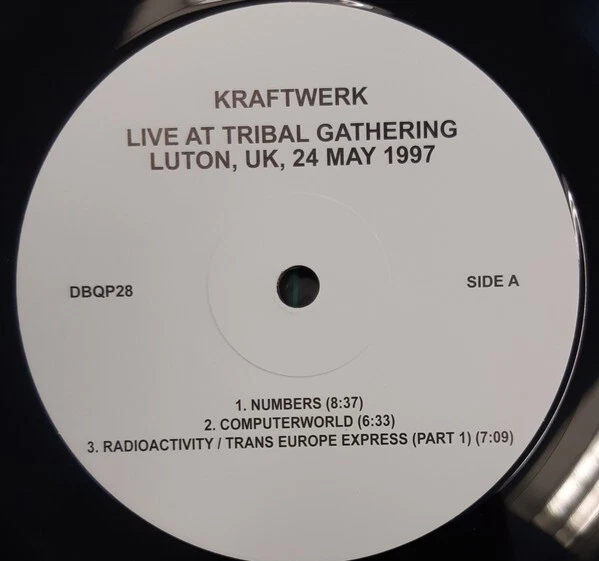 KRAFTWERK
LIVE AT TRIBAL GATHERING
LUTON, UK, 24 MAY 1997
DBQP28
SIDE A
1. NUMBERS (8:37)
2. COMPUTERWORLD (6:33)
3. RADIOACTIVITY / TRANS EUROPE EXPRESS (PART 1) (7:09)